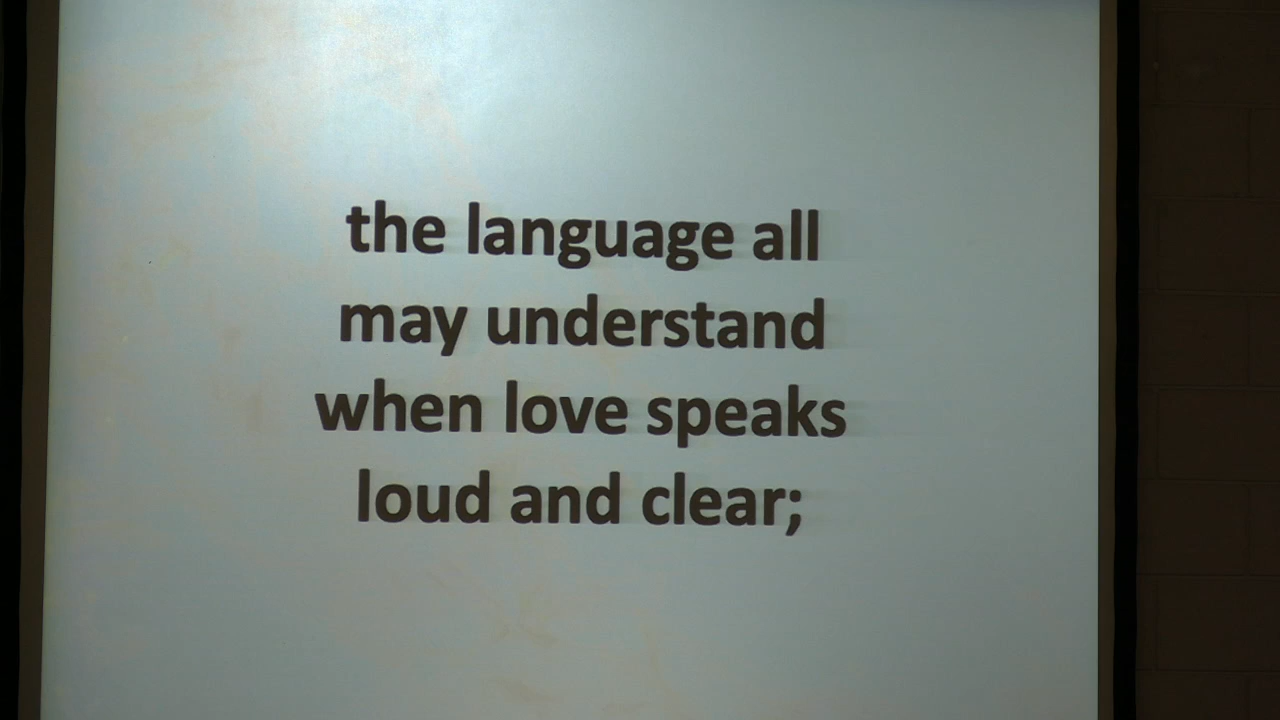 the language all
may understand
when love speaks
loud and clear;